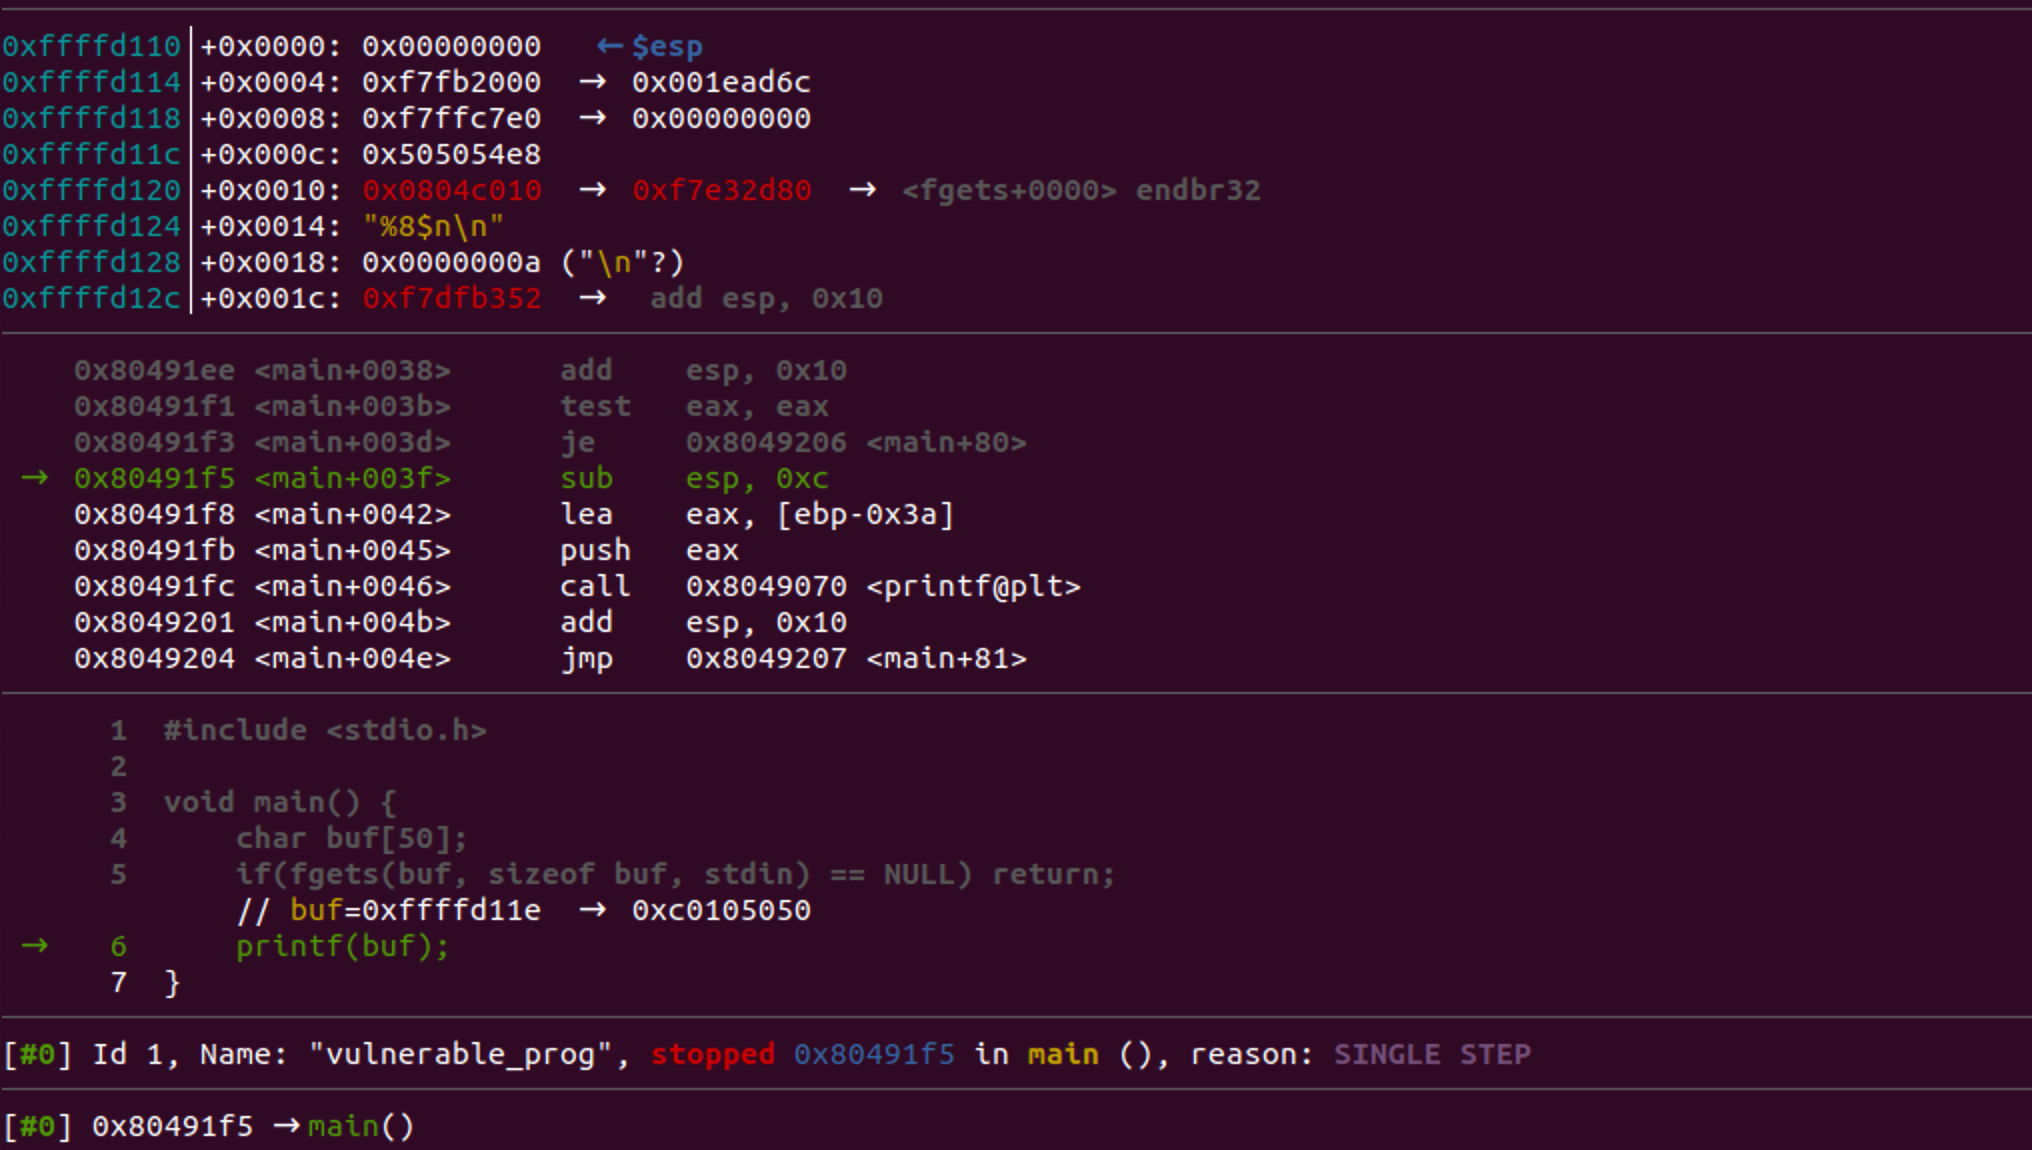 0xffffd110│+0x0000: 0x00000000   ←$esp
0xffffd114│+0x0004: 0xf7fb2000  → 0x001ead6c
0xffffd118│+0x0008: 0xf7ffc7e0  → 0x00000000
0xffffd11c│+0x000c: 0x505054e8
0xffffd120│+0x0010: 0x0804c010  → 0xf7e32d80  → <fgets+0000> endbr32
0xffffd124│+0x0014: "%8$n\n"
0xffffd128│+0x0018: 0x0000000a ("\n"?)
0xffffd12c│+0x001c: 0xf7dfb352  →  add esp, 0x10
0x80491ee <main+0038>      add    esp, 0x10
0x80491f1 <main+003b>      test   eax, eax
0x80491f3 <main+003d>      je     0x8049206 <main+80>
→ 0x80491f5 <main+003f>      sub    esp, 0xc
0x80491f8 <main+0042>      lea    eax, [ebp-0x3a]
0x80491fb <main+0045>      push   eax
0x80491fc <main+0046>      call   0x8049070 <printf@plt>
0x8049201 <main+004b>      add    esp, 0x10
0x8049204 <main+004e>      jmp    0x8049207 <main+81>
1  #include <stdio.h>
2
3  void main() {
4      char buf[50];
5      if(fgets(buf, sizeof buf, stdin) == NULL) return;
// buf=0xffffd11e  → 0xc0105050
→    6      printf(buf);
7  }
[#0] Id 1, Name: "vulnerable_prog", stopped 0x80491f5 in main (), reason: SINGLE STEP
[#0] 0x80491f5 →main()